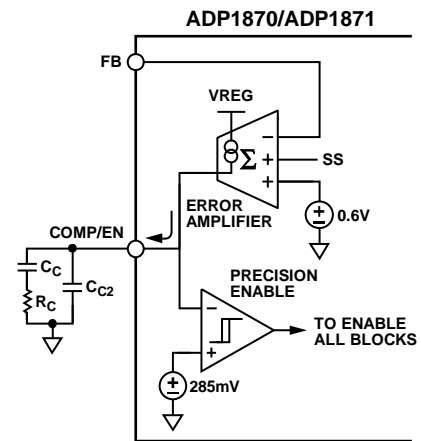 ADP1870/ADP1871
FB
VREG
Σ
−
+
+
SS
0.6V
ERROR
AMPLIFIER
COMP/EN
CC
RC
CC2
PRECISION
ENABLE
−
+
TO ENABLE
ALL BLOCKS
285mV